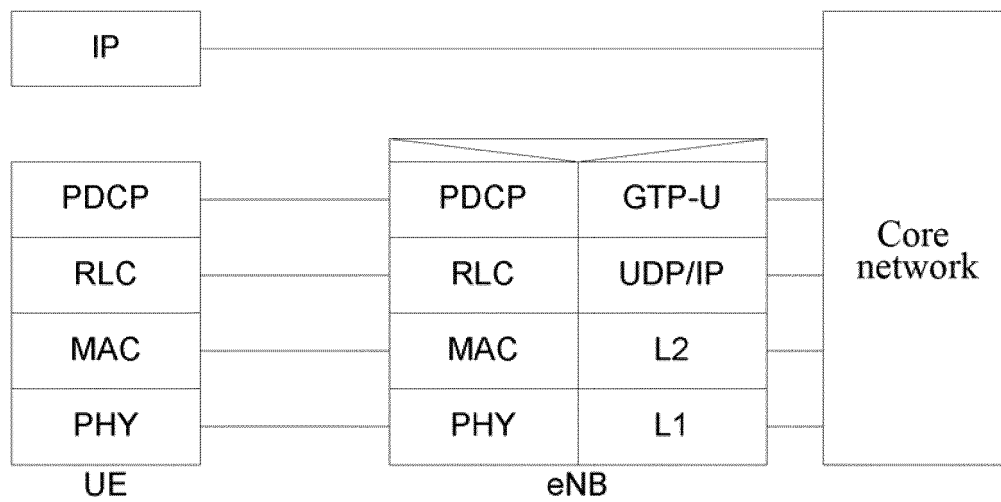 IP
PDCP
PDCP
GTP-U
RLC
RLC
UDP/IP
MAC
MAC
L2
PHY
PHY
L1
Core
network
UE
eNB